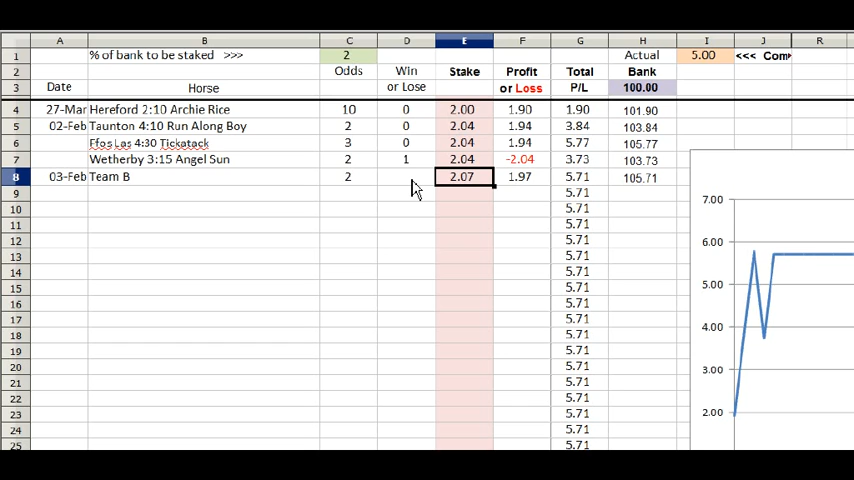 A B C D E F G H I J R
1 % of bank to be staked >>> 2 Actual 5.00 <<< Com
2 Odds Win Stake Profit Total Bank
3 Date Horse or Lose or Loss P/L 100.00
4 27-Mar Hereford 2:10 Archie Rice 10 0 2.00 1.90 1.90 101.90
5 02-Feb Taunton 4:10 Run Along Boy 2 0 2.04 1.94 3.84 103.84
6 Ffos Las 4:30 Tickatack 3 0 2.04 1.94 5.77 105.77
7 Wetherby 3:15 Angel Sun 2 1 2.04 -2.04 3.73 103.73
8 03-Feb Team B 2 2.07 1.97 5.71 105.71
9 5.71
10 5.71
11 5.71 7.00
12 5.71
13 5.71 6.00
14 5.71
15 5.71
16 5.71 5.00
17 5.71
18 5.71 4.00
19 5.71
20 5.71
21 5.71 3.00
22 5.71
23 5.71 2.00
24 5.71
25 5.71